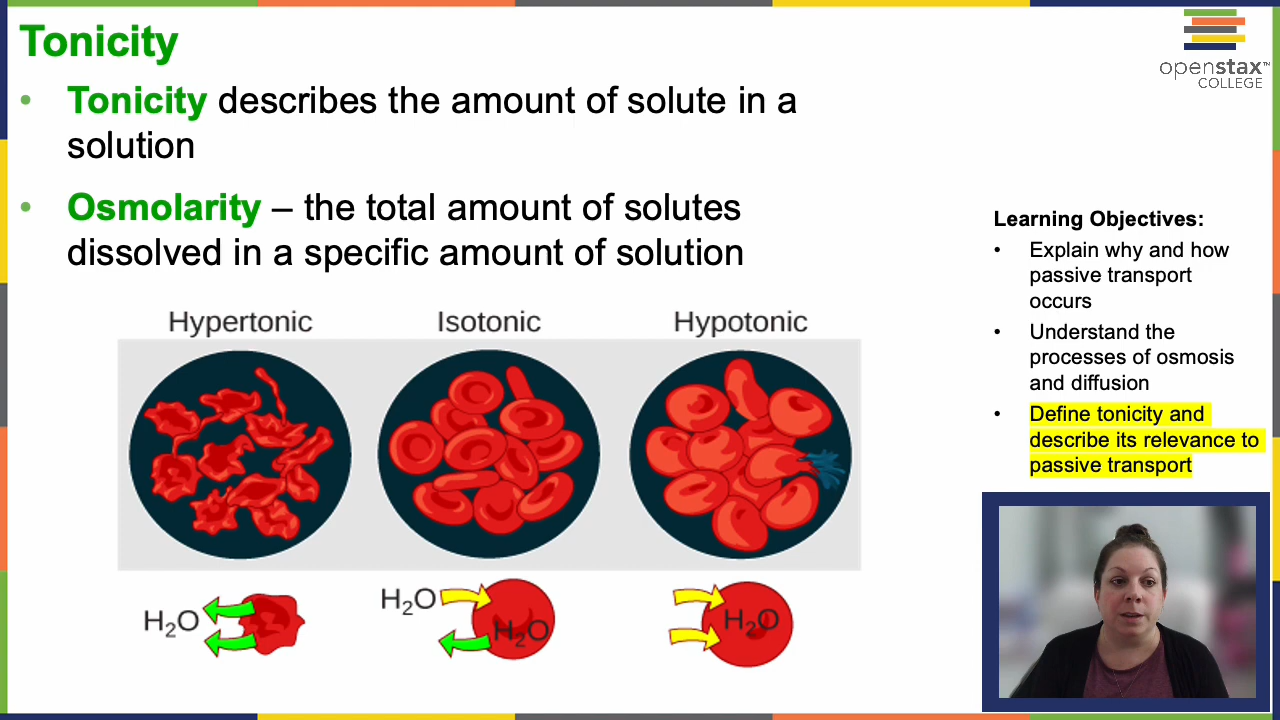 Tonicity
openstax™
COLLEGE
• Tonicity describes the amount of solute in a
solution
• Osmolarity – the total amount of solutes
dissolved in a specific amount of solution
Learning Objectives:
• Explain why and how
passive transport
occurs
• Understand the
processes of osmosis
and diffusion
• Define tonicity and
describe its relevance to
passive transport
Hypertonic Isotonic Hypotonic
H₂O H₂O H₂O H₂O